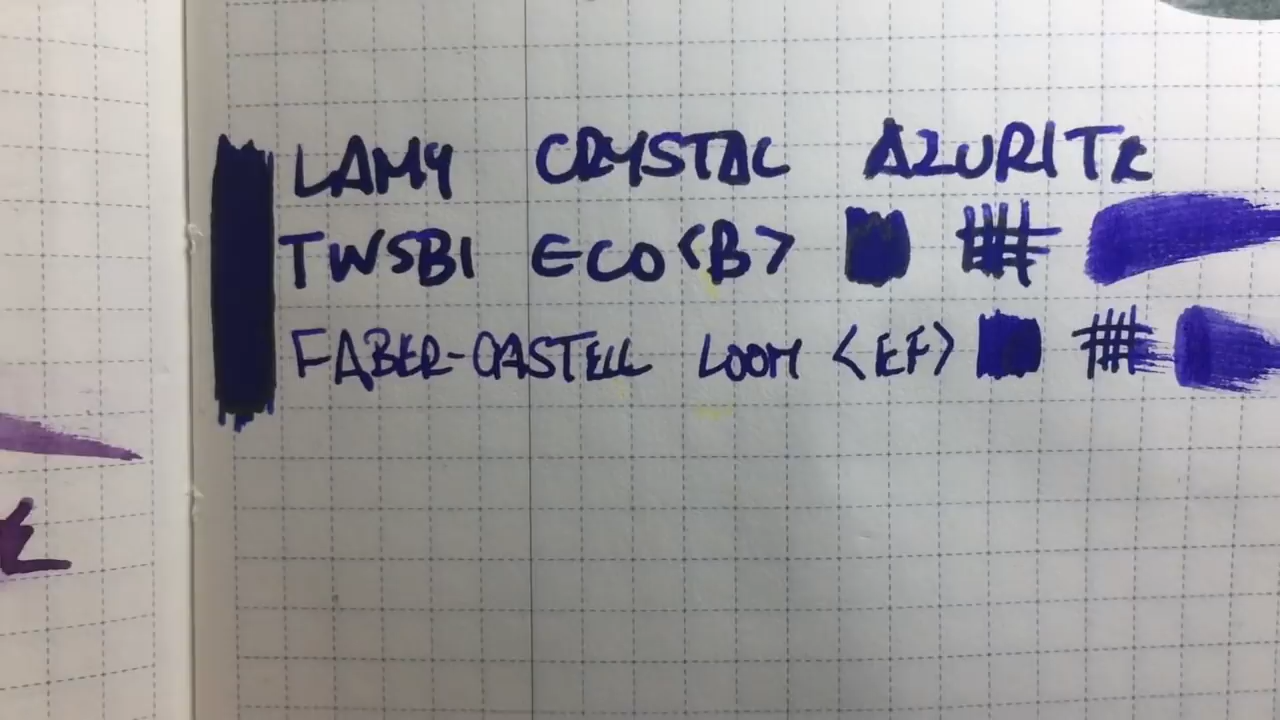 LAMY CRYSTAL AZURITE
TWSBI ECO <B>
FABER-CASTELL LOOM <EF>